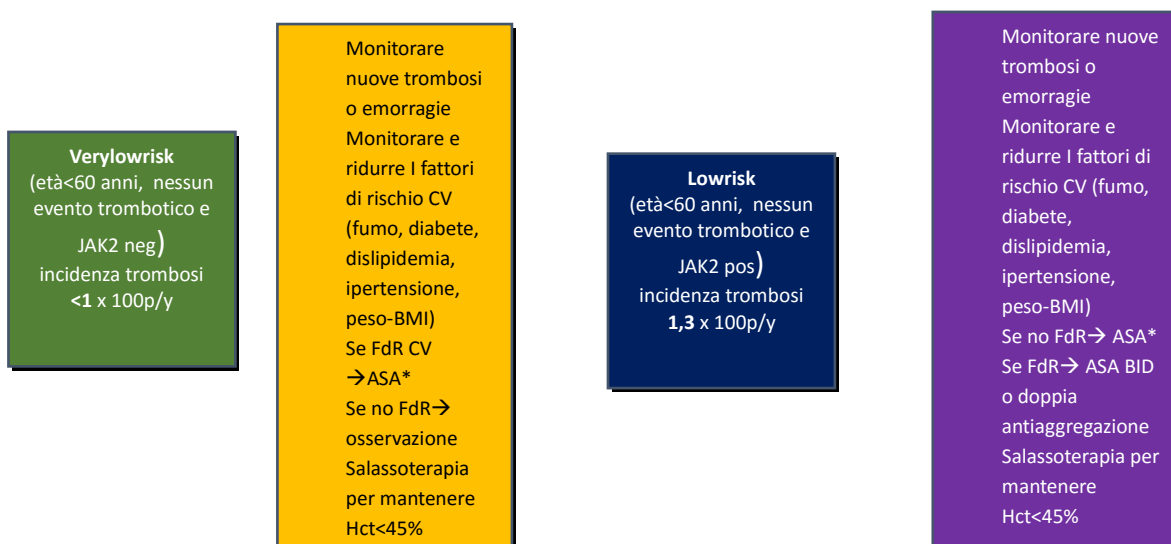 Verylowrisk
(età<60 anni, nessun
evento trombotico e
JAK2 neg)
incidenza trombosi
<1 x 100p/y
Monitorare
nuove trombosi
o emorragie
Monitorare e
ridurre I fattori
di rischio CV
(fumo, diabete,
dislipidemia,
ipertensione,
peso-BMI)
Se FdR CV
→ASA*
Se no FdR→
osservazione
Salassoterapia
per mantenere
Hct<45%
Lowrisk
(età<60 anni, nessun
evento trombotico e
JAK2 pos)
incidenza trombosi
1,3 x 100p/y
Monitorare nuove
trombosi o
emorragie
Monitorare e
ridurre I fattori di
rischio CV (fumo,
diabete,
dislipidemia,
ipertensione,
peso-BMI)
Se no FdR→ ASA*
Se FdR→ ASA BID
o doppia
antiaggregazione
Salassoterapia per
mantenere
Hct<45%